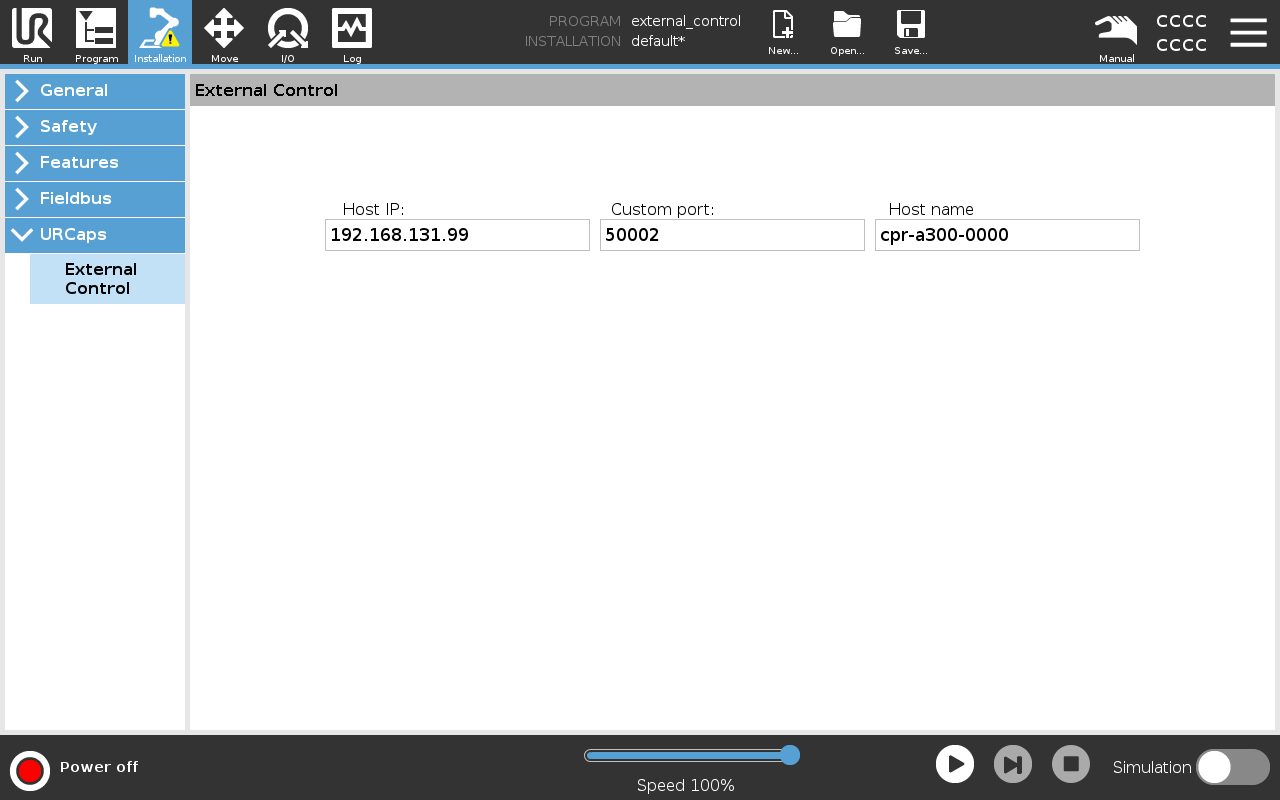 PROGRAM external_control
INSTALLATION default*
Run
Program
Installation
Move
I/O
Log
New...
Open...
Save...
Manual
CCCC
CCCC
General
Safety
Features
Fieldbus
URCaps
External
Control
External Control
Host IP:
Custom port:
Host name
192.168.131.99
50002
cpr-a300-0000
Power off
Speed 100%
Simulation